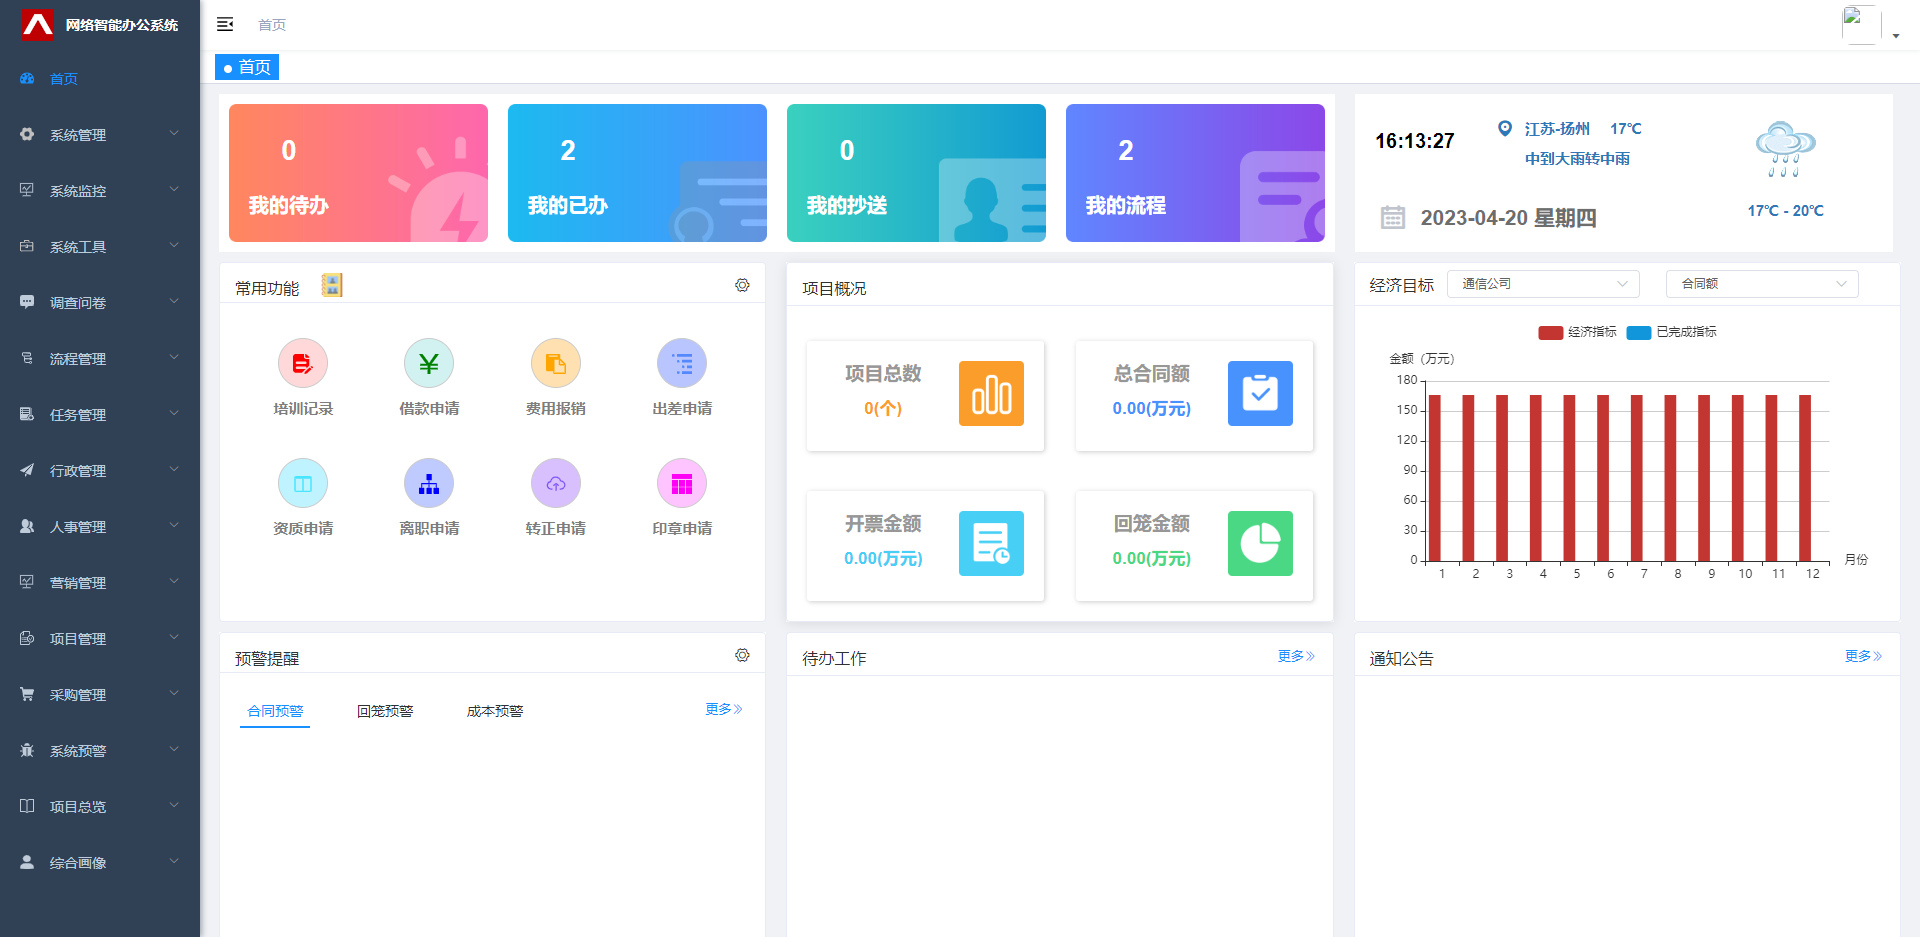 网络智能办公系统
首页
系统管理
系统监控
系统工具
调查问卷
流程管理
任务管理
行政管理
人事管理
营销管理
项目管理
采购管理
系统预警
项目总览
综合画像
首页
首页
0
我的待办
2
我的已办
0
我的抄送
2
我的流程
16:13:27
江苏-扬州 17℃
中到大雨转中雨
2023-04-20 星期四
17℃ - 20℃
常用功能
培训记录
借款申请
费用报销
出差申请
资质申请
离职申请
转正申请
印章申请
项目概况
项目总数
0(个)
总合同额
0.00(万元)
开票金额
0.00(万元)
回笼金额
0.00(万元)
经济目标
通信公司
合同额
经济指标 已完成指标
金额（万元）
180
150
120
90
60
30
0
1 2 3 4 5 6 7 8 9 10 11 12
月份
预警提醒
合同预警 回笼预警 成本预警 更多
待办工作 更多
通知公告 更多